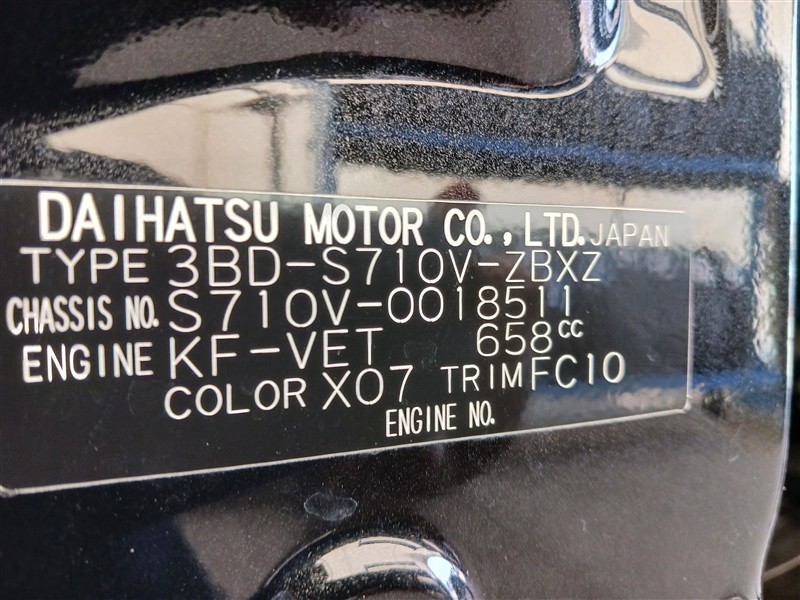 DAIHATSU MOTOR CO., LTD. JAPAN
TYPE 3BD-S710V-ZBXZ
CHASSIS NO. S710V-0018511
ENGINE KF-VET 658cc
COLOR X07 TRIM FC10
ENGINE NO.